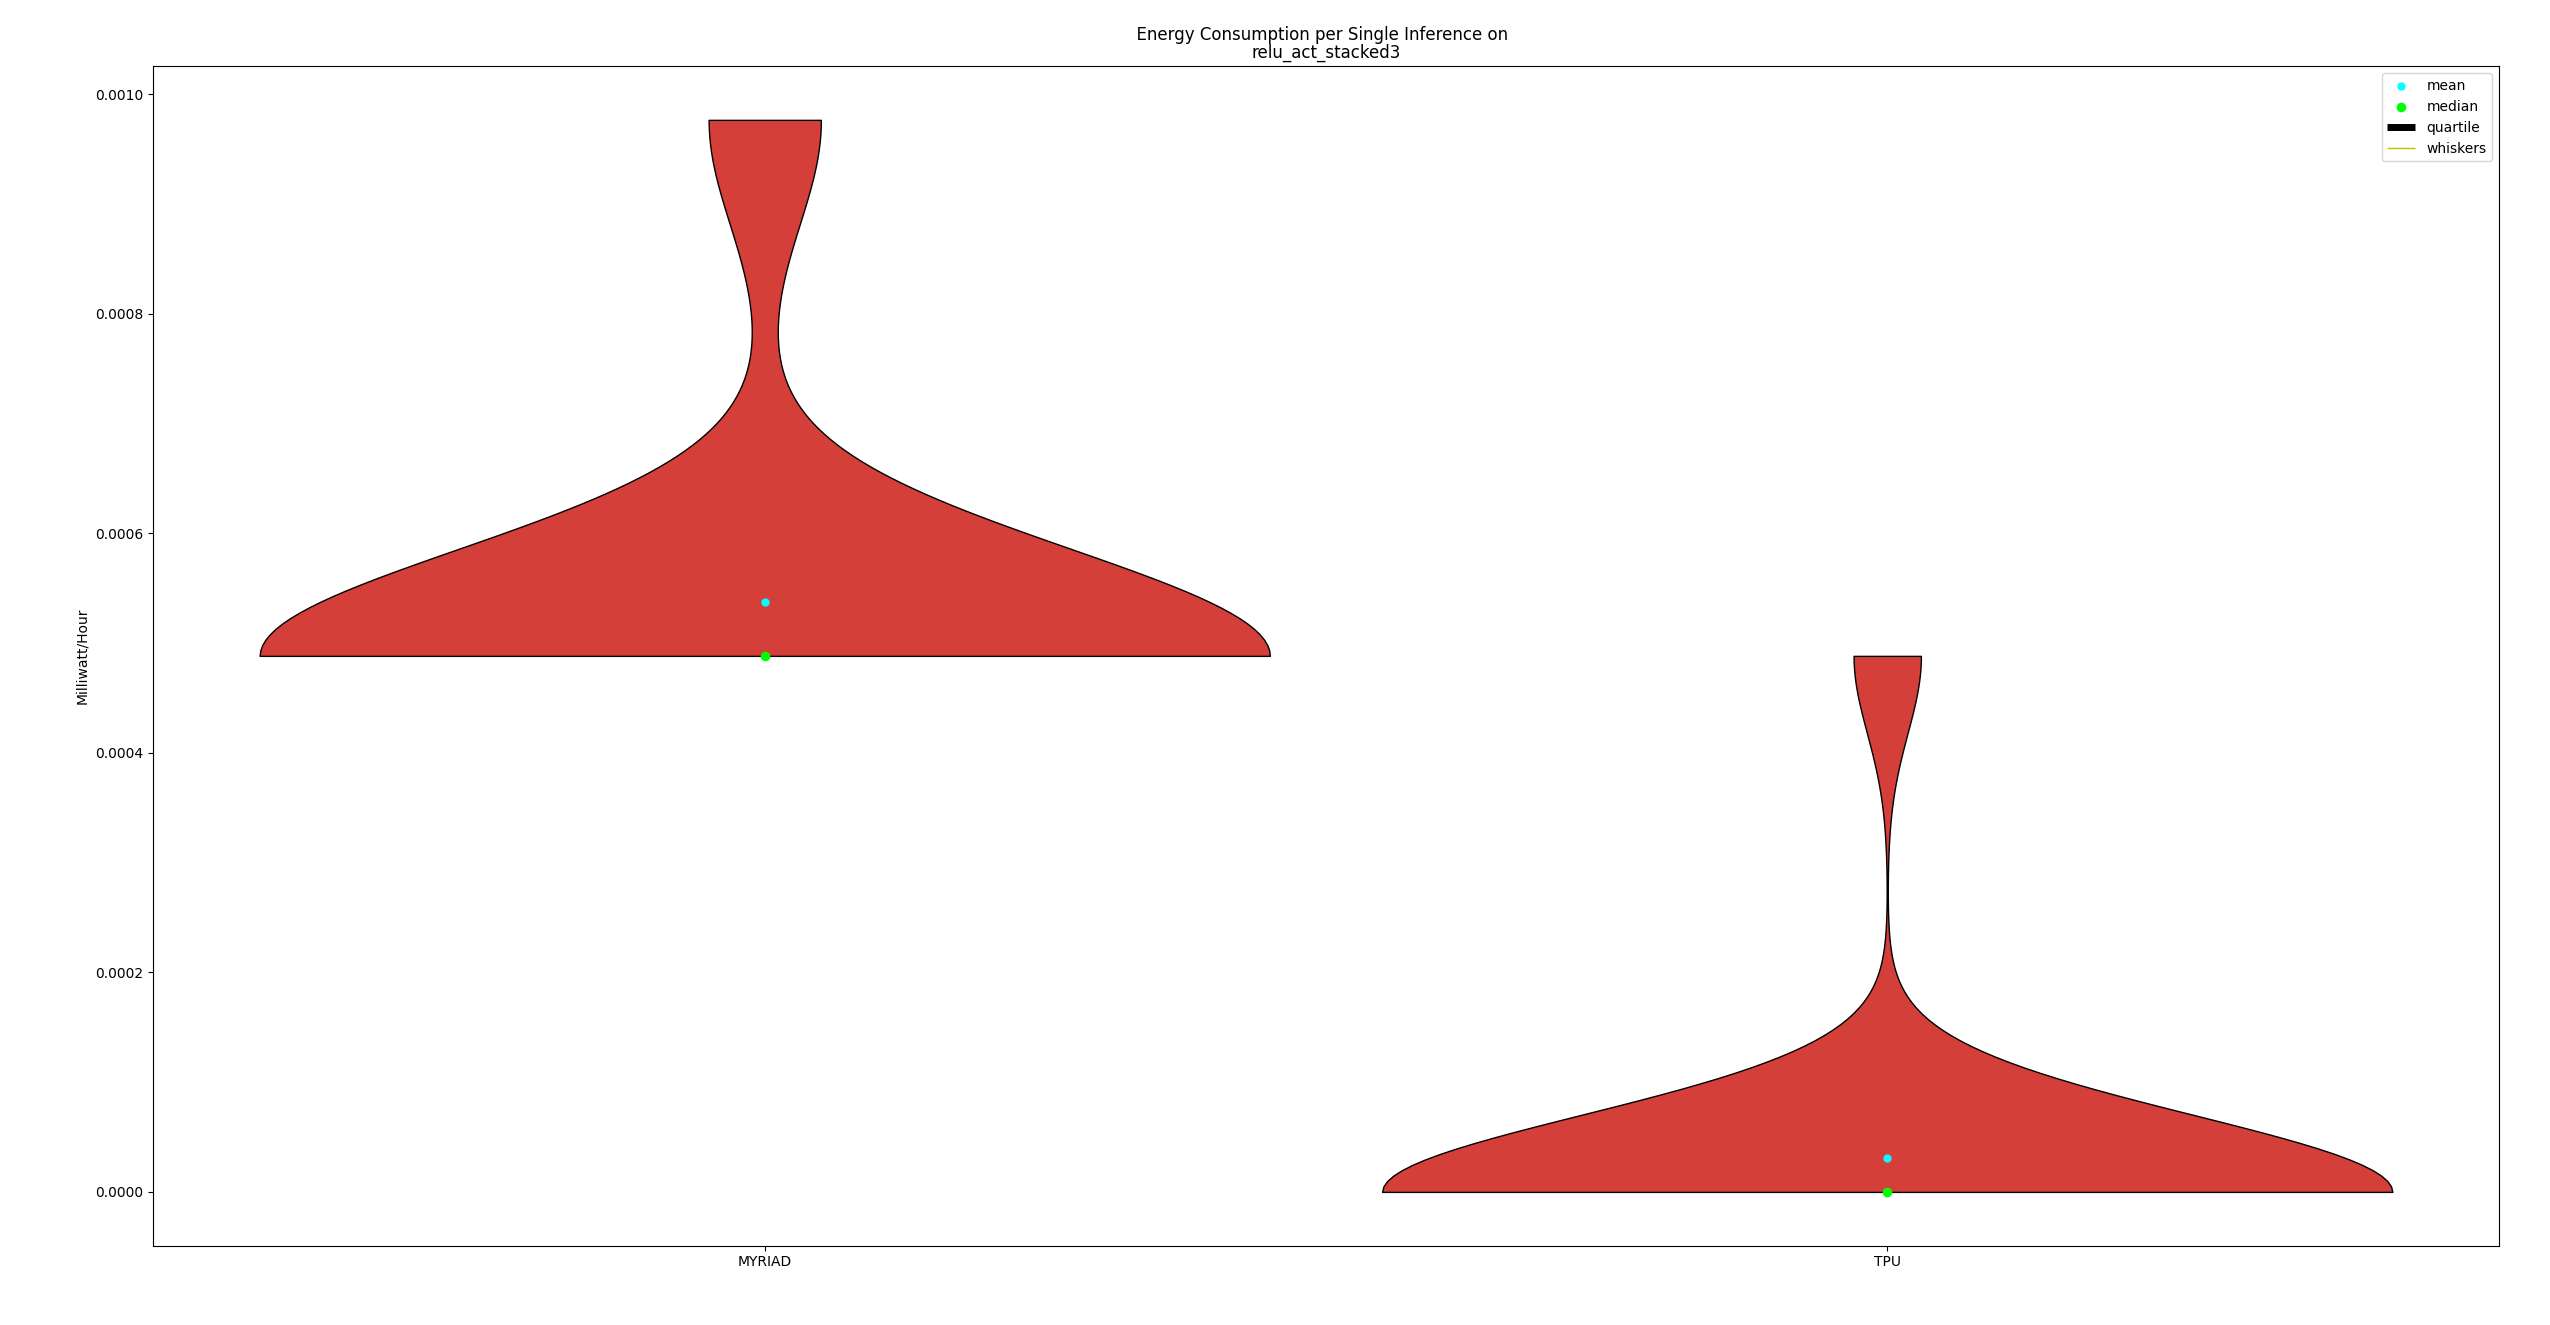 Energy Consumption per Single Inference on
relu_act_stacked3
mean
median
quartile
whiskers
0.0010
0.0008
0.0006
0.0004
0.0002
0.0000
Milliwatt/Hour
MYRIAD
TPU